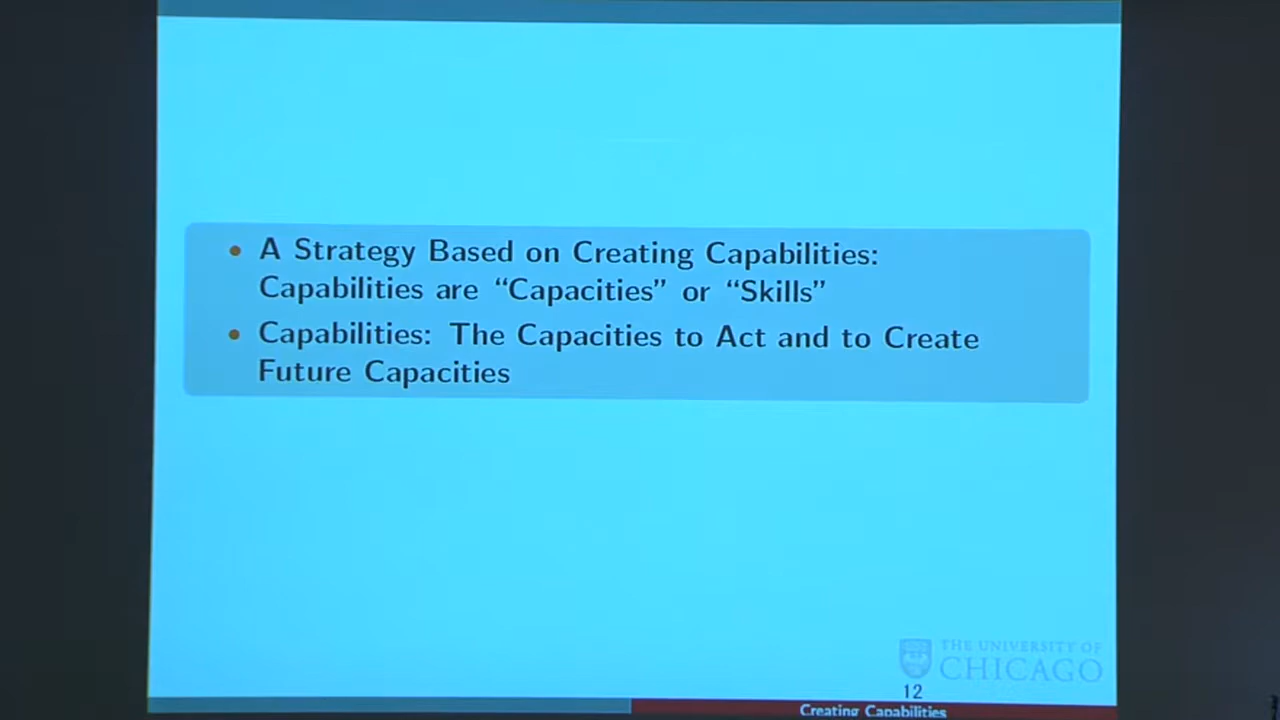 • A Strategy Based on Creating Capabilities:
Capabilities are “Capacities” or “Skills”
• Capabilities: The Capacities to Act and to Create
Future Capacities
THE UNIVERSITY OF
CHICAGO
12
Creating Capabilities